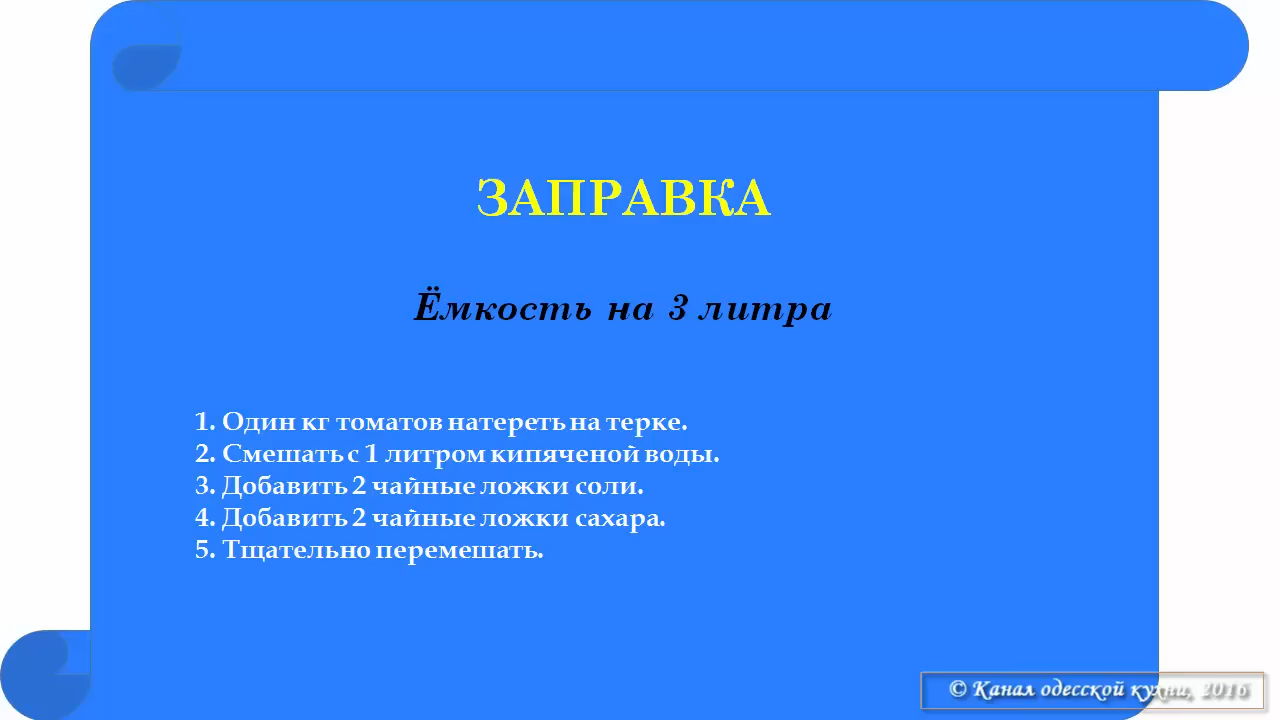 ЗАПРАВКА
Ёмкость на 3 литра
1. Один кг томатов натереть на терке.
2. Смешать с 1 литром кипяченой воды.
3. Добавить 2 чайные ложки соли.
4. Добавить 2 чайные ложки сахара.
5. Тщательно перемешать.
© Канал одесской кухни, 2016